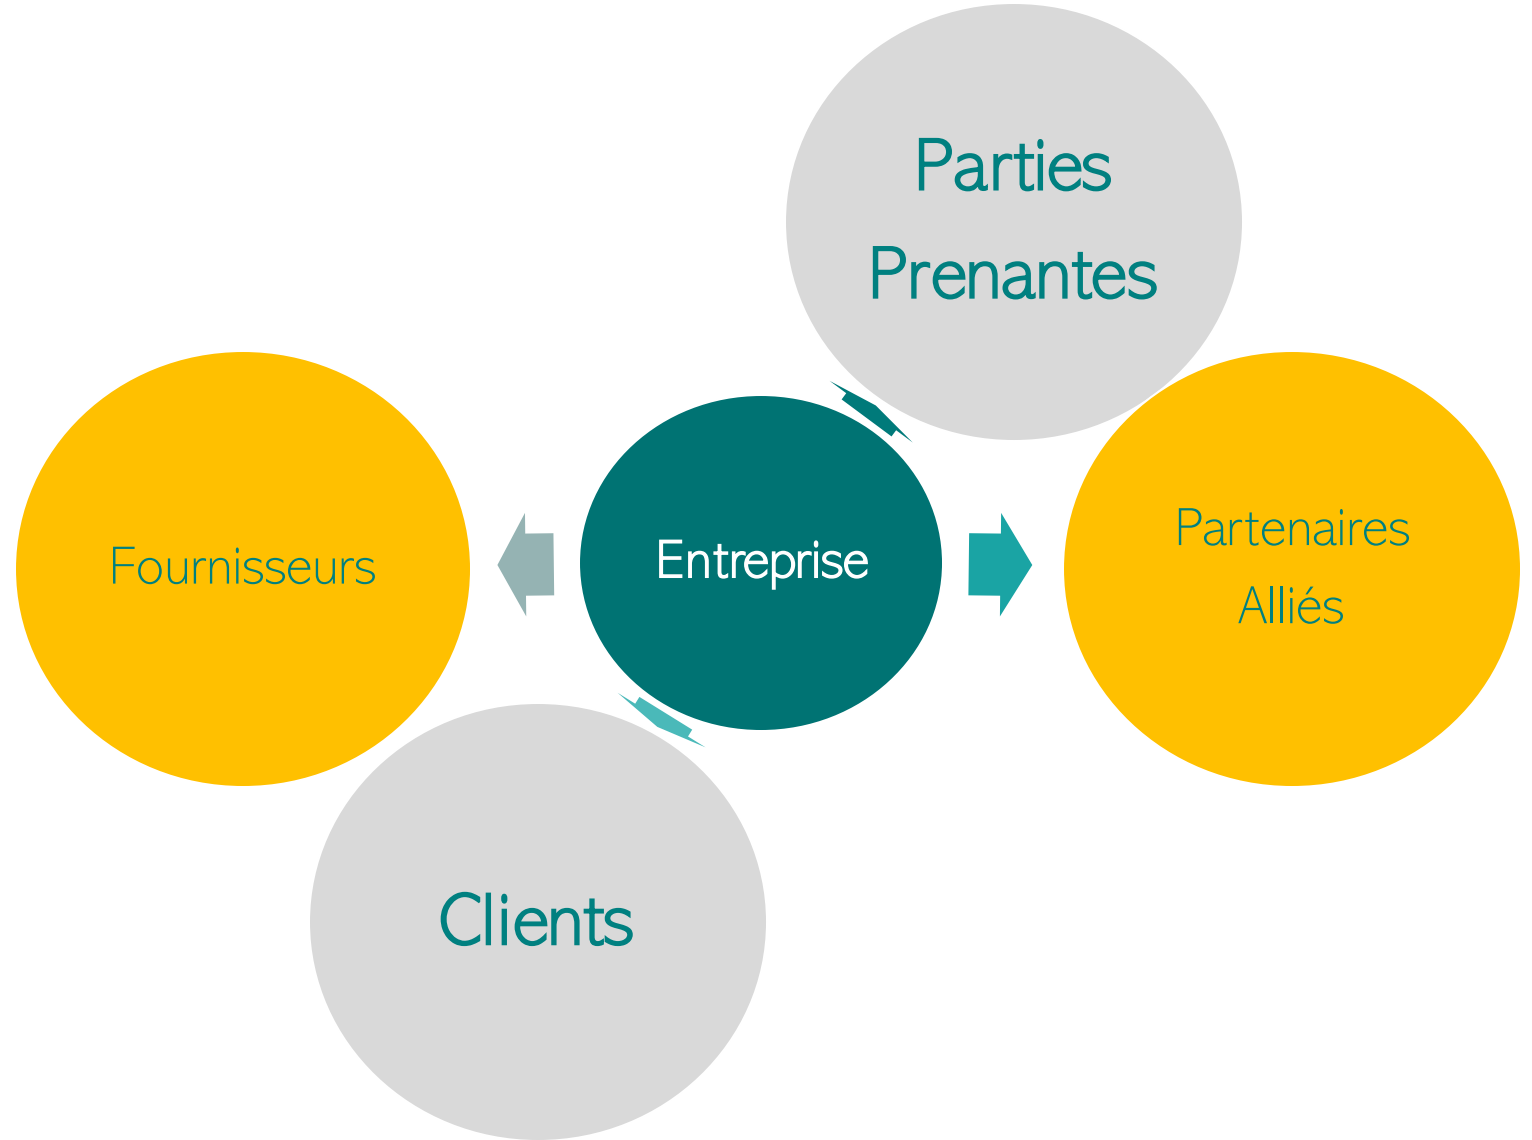 Parties
Prenantes
Fournisseurs
Entreprise
Partenaires
Alliés
Clients